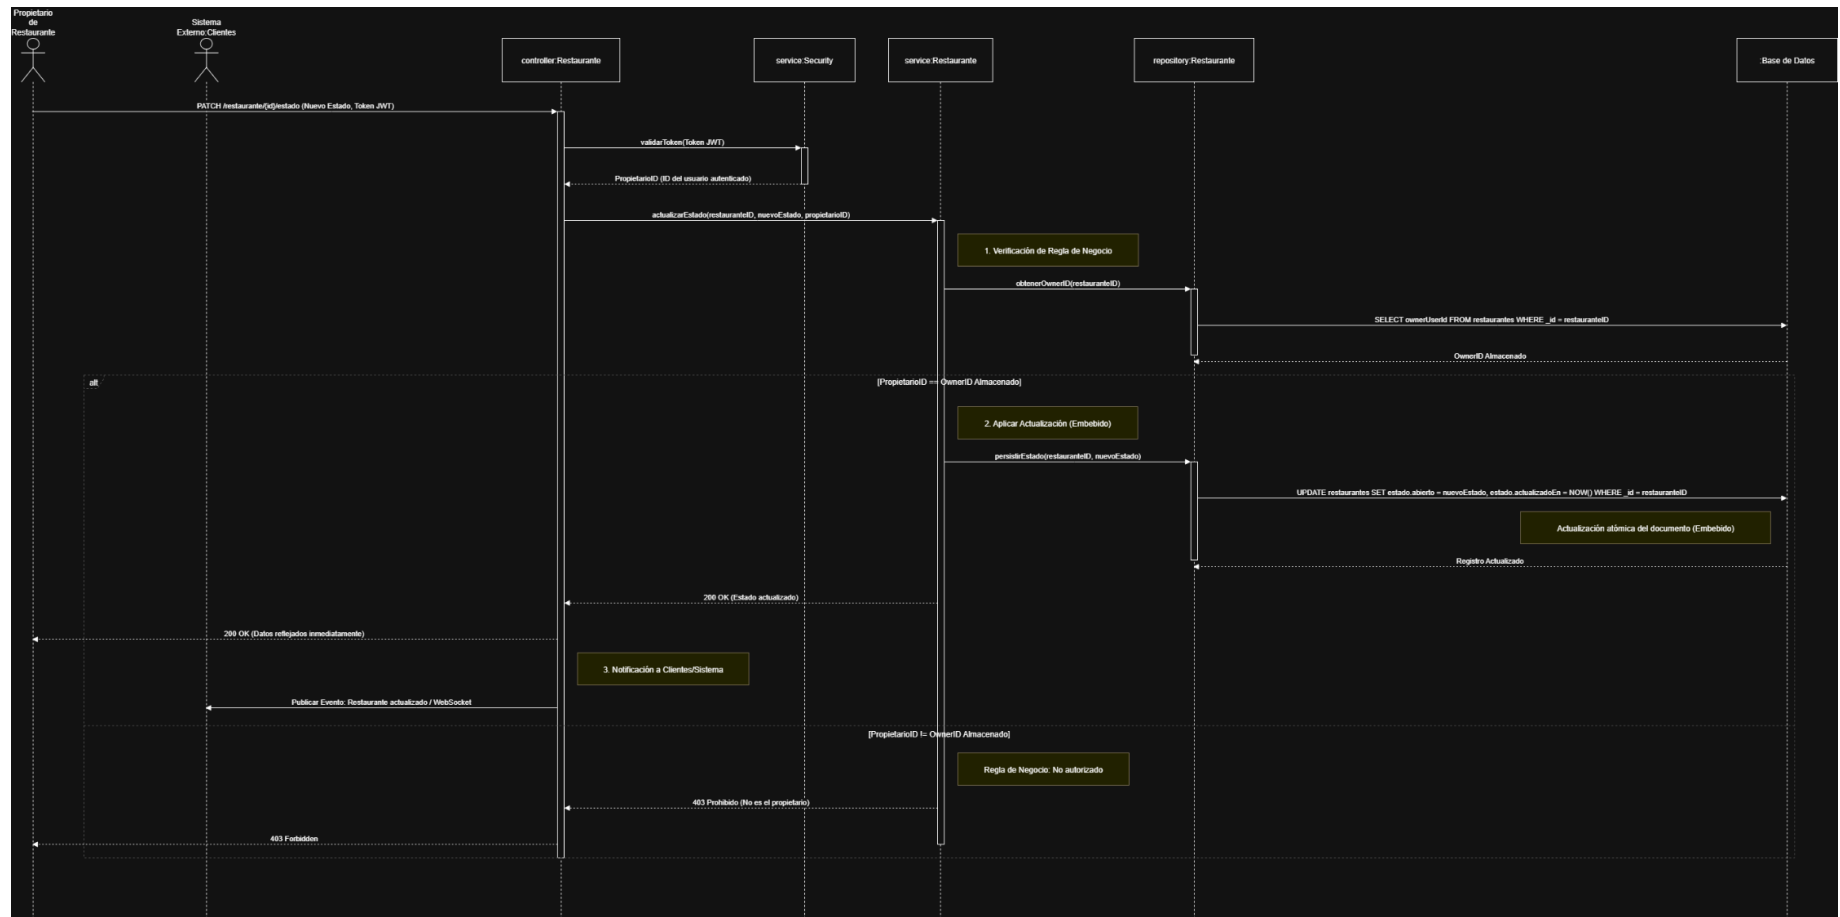 Propietario
de
Restaurante
Sistema
Externo:Clientes
controller:Restaurante
service:Security
service:Restaurante
repository:Restaurante
:Base de Datos
PATCH /restaurante/{id}/estado (Nuevo Estado, Token JWT)
validarToken(Token JWT)
PropietarioID (ID del usuario autenticado)
actualizarEstado(restauranteID, nuevoEstado, propietarioID)
1. Verificación de Regla de Negocio
obtenerOwnerID(restauranteID)
SELECT ownerUserId FROM restaurantes WHERE _id = restauranteID
OwnerID Almacenado
alt
[PropietarioID == OwnerID Almacenado]
2. Aplicar Actualización (Embebido)
persistirEstado(restauranteID, nuevoEstado)
UPDATE restaurantes SET estado.abierto = nuevoEstado, estado.actualizadoEn = NOW() WHERE _id = restauranteID
Actualización atómica del documento (Embebido)
Registro Actualizado
200 OK (Estado actualizado)
200 OK (Datos reflejados inmediatamente)
3. Notificación a Clientes/Sistema
Publicar Evento: Restaurante actualizado / WebSocket
[PropietarioID != OwnerID Almacenado]
Regla de Negocio: No autorizado
403 Prohibido (No es el propietario)
403 Forbidden